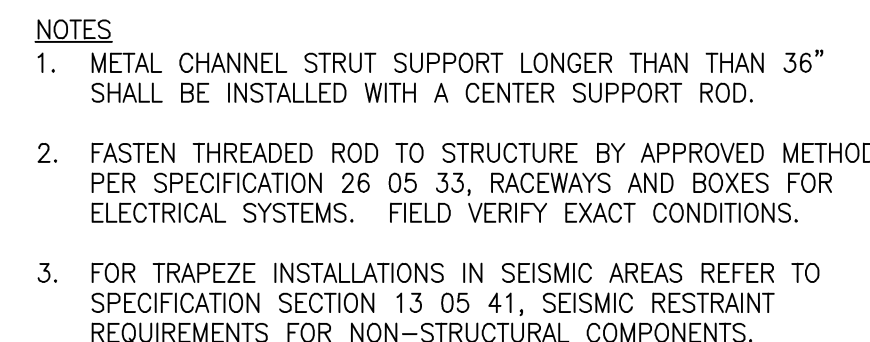 NOTES
1. METAL CHANNEL STRUT SUPPORT LONGER THAN THAN 36”
SHALL BE INSTALLED WITH A CENTER SUPPORT ROD.
2. FASTEN THREADED ROD TO STRUCTURE BY APPROVED METHOD
PER SPECIFICATION 26 05 33, RACEWAYS AND BOXES FOR
ELECTRICAL SYSTEMS. FIELD VERIFY EXACT CONDITIONS.
3. FOR TRAPEZE INSTALLATIONS IN SEISMIC AREAS REFER TO
SPECIFICATION SECTION 13 05 41, SEISMIC RESTRAINT
REQUIREMENTS FOR NON-STRUCTURAL COMPONENTS.